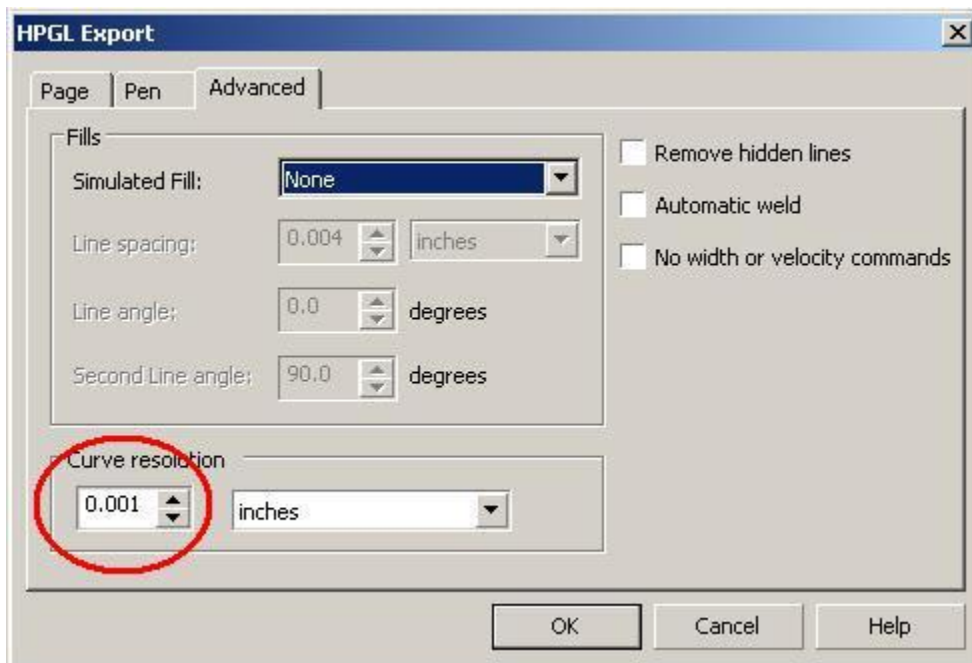 HPGL Export
Page Pen Advanced
Fills
Simulated Fill: None
Line spacing: 0.004 inches
Line angle: 0.0 degrees
Second Line angle: 90.0 degrees
Remove hidden lines
Automatic weld
No width or velocity commands
Curve resolution
0.001 inches
OK Cancel Help